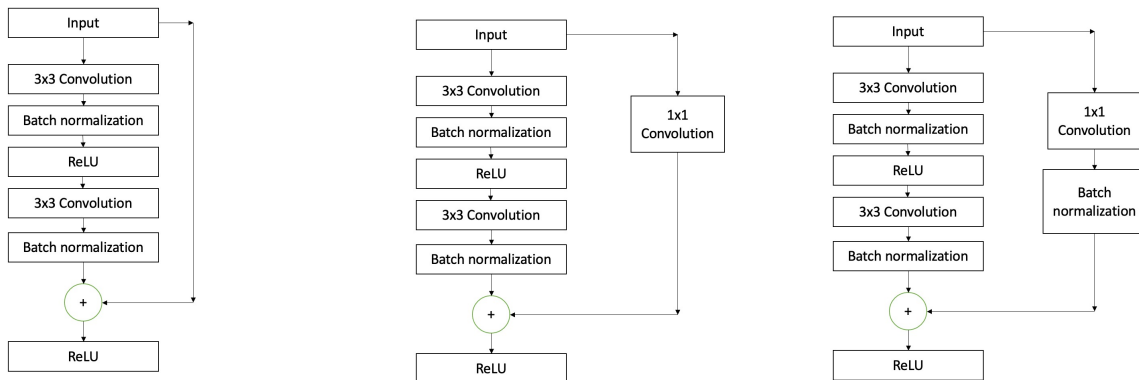 Input
3x3 Convolution
Batch normalization
ReLU
3x3 Convolution
Batch normalization
+
ReLU
Input
3x3 Convolution
Batch normalization
ReLU
3x3 Convolution
Batch normalization
1x1
Convolution
+
ReLU
Input
3x3 Convolution
Batch normalization
ReLU
3x3 Convolution
Batch normalization
1x1
Convolution
Batch
normalization
+
ReLU